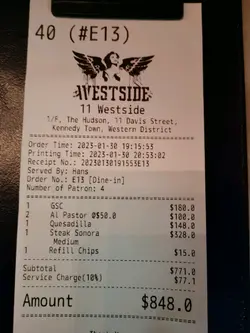 40 (#E13)
WESTSIDE
11 Westside
1/F, The Hudson, 11 Davis Street,
Kennedy Town, Western District
Order Time: 2023-01-30 19:15:53
Printing Time: 2023-01-30 20:53:02
Receipt No.: 20230130191553E13
Served By: Hans
Order No.: E13 [Dine-in]
Number of Patron: 4
1 GSC $180.0
2 Al Pastor @$50.0 $100.0
1 Quesadilla $148.0
1 Steak Sonora $328.0
Medium
1 Refill Chips $15.0
Subtotal $771.0
Service Charge(10%) $77.1
Amount $848.0